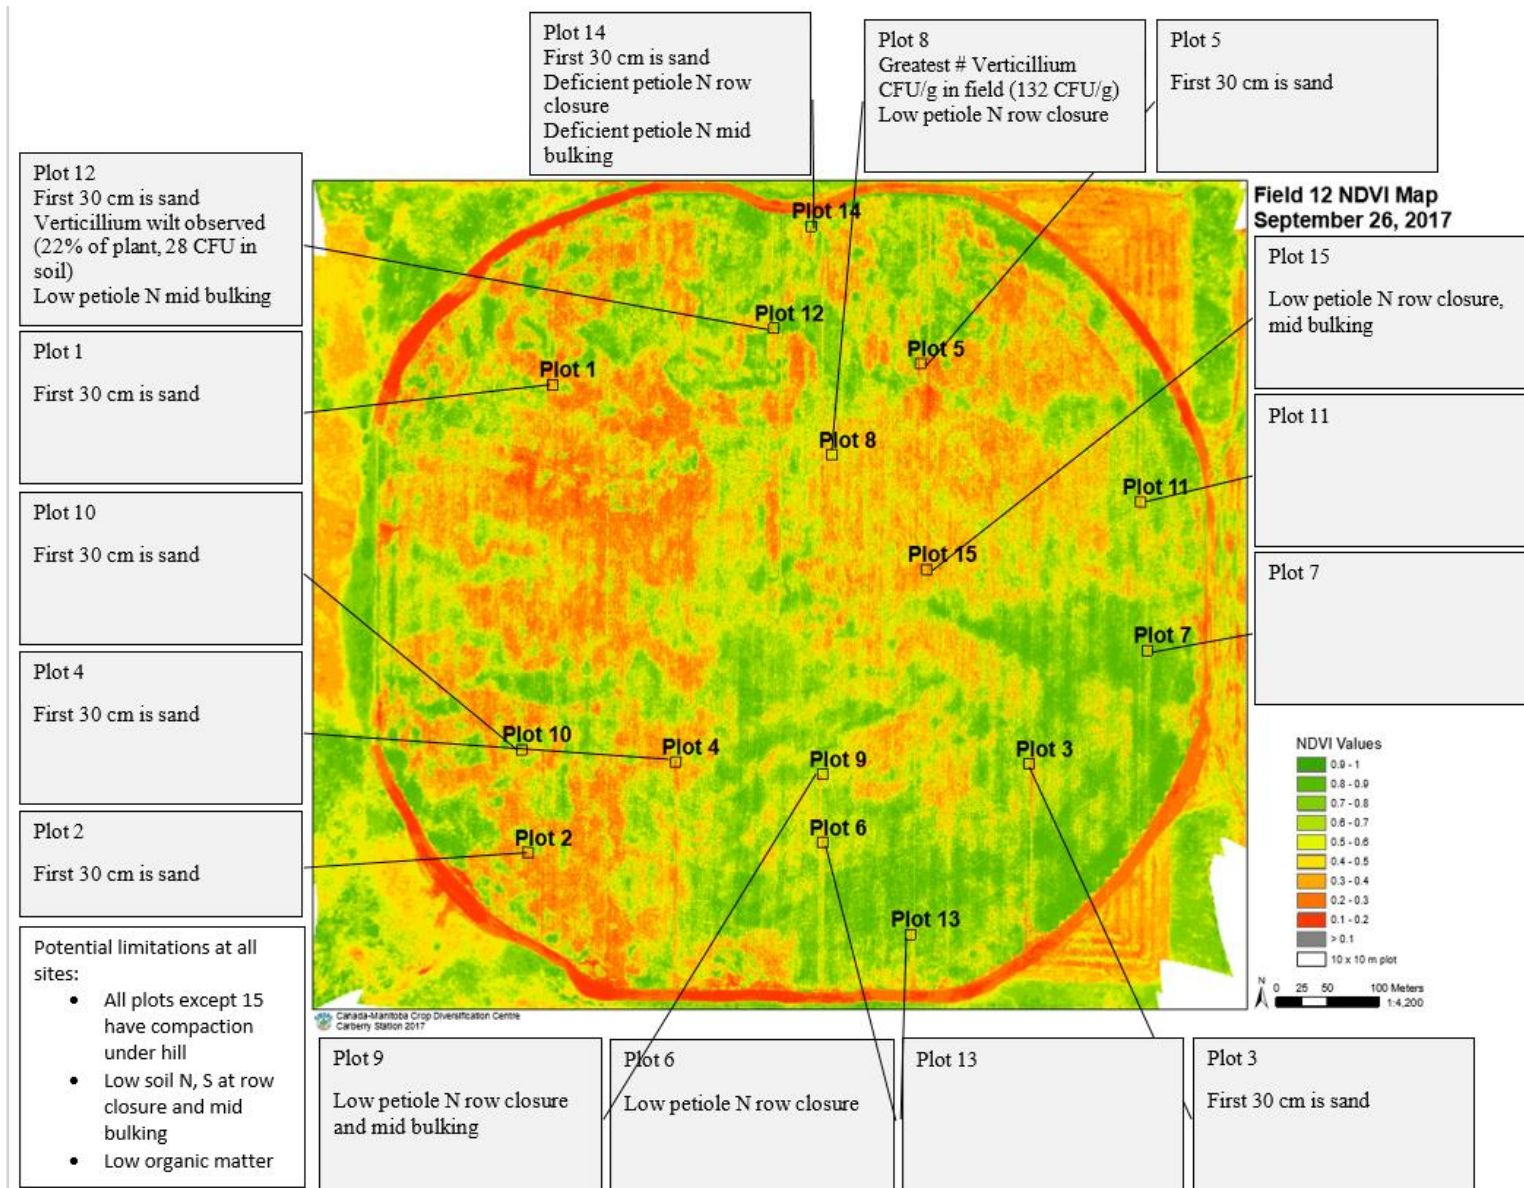 Plot 14
First 30 cm is sand
Deficient petiole N row
closure
Deficient petiole N mid
bulking
Plot 8
Greatest # Verticillium
CFU/g in field (132 CFU/g)
Low petiole N row closure
Plot 5
First 30 cm is sand
Plot 12
First 30 cm is sand
Verticillium wilt observed
(22% of plant, 28 CFU in
soil)
Low petiole N mid bulking
Plot 1
First 30 cm is sand
Plot 10
First 30 cm is sand
Plot 4
First 30 cm is sand
Plot 2
First 30 cm is sand
Potential limitations at all
sites:
• All plots except 15
have compaction
under hill
• Low soil N, S at row
closure and mid
bulking
• Low organic matter
Plot 14
Plot 12
Plot 5
Plot 1
Plot 8
Plot 11
Plot 15
Plot 7
Plot 10
Plot 4
Plot 9
Plot 3
Plot 2
Plot 6
Plot 13
Canada-Manitoba Crop Diversification Centre
Carberry Station 2017
Field 12 NDVI Map
September 26, 2017
Plot 15
Low petiole N row closure,
mid bulking
Plot 11
Plot 7
NDVI Values
0.9 - 1
0.8 - 0.9
0.7 - 0.8
0.6 - 0.7
0.5 - 0.6
0.4 - 0.5
0.3 - 0.4
0.2 - 0.3
0.1 - 0.2
> 0.1
10 x 10 m plot
N
0 25 50 100 Meters
1:4,200
Plot 9
Low petiole N row closure
and mid bulking
Plot 6
Low petiole N row closure
Plot 13
Plot 3
First 30 cm is sand